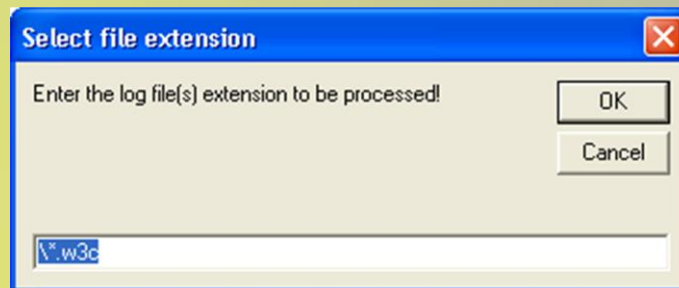 Select file extension
Enter the log file(s) extension to be processed!
OK
Cancel
\*.w3c